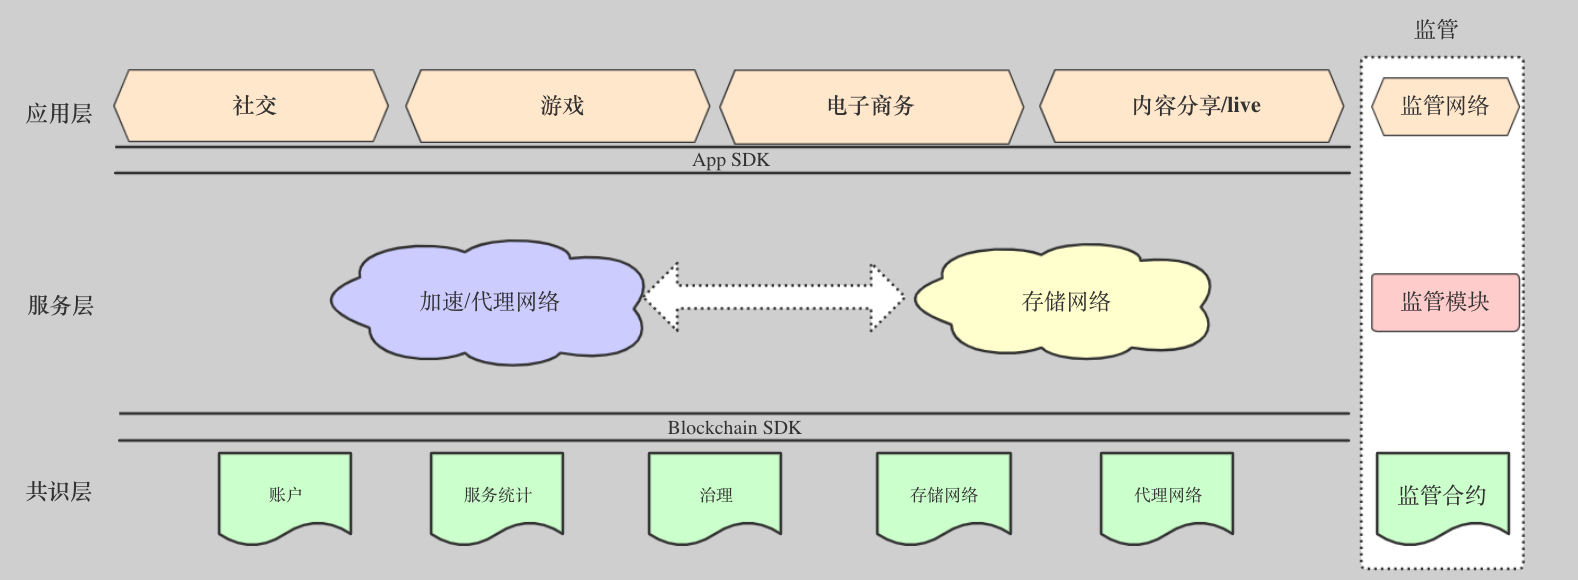 监管
应用层
社交
游戏
电子商务
内容分享/live
监管网络
App SDK
服务层
加速/代理网络
存储网络
监管模块
Blockchain SDK
共识层
账户
服务统计
治理
存储网络
代理网络
监管合约